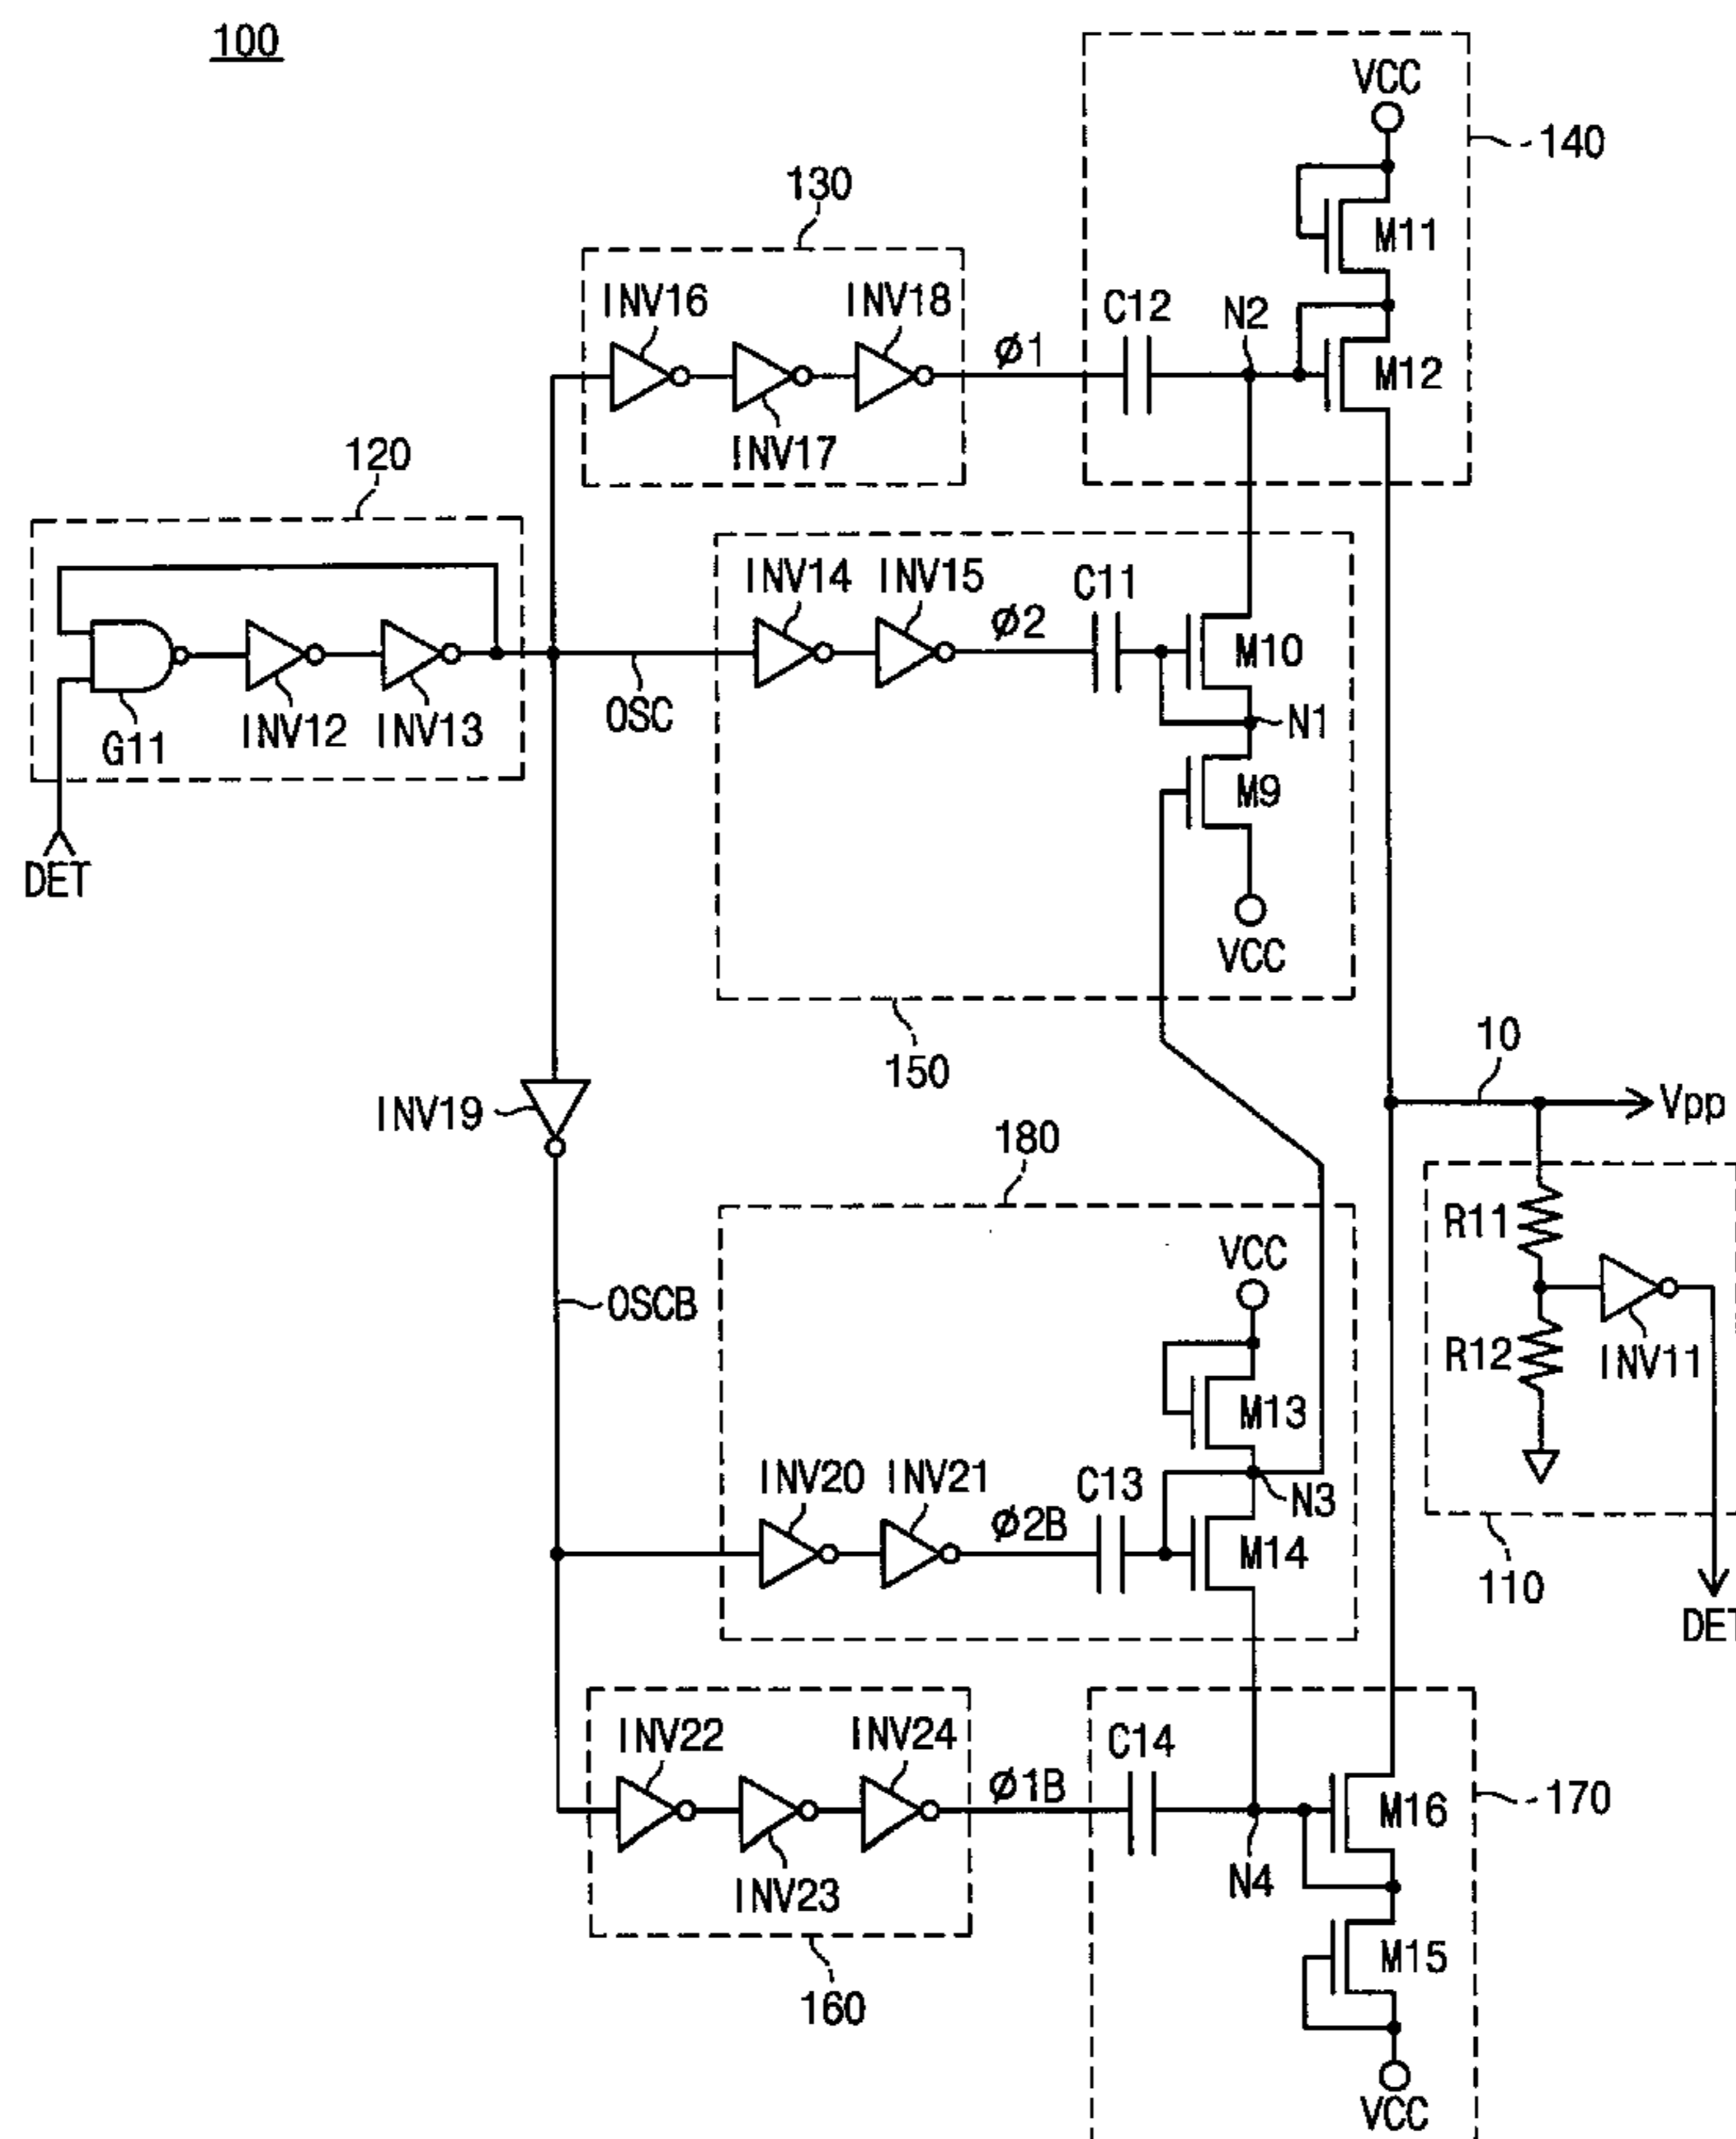 100
VCC
140
M11
130
INV16
INV18
C12
N2
ø1
M12
INV17
120
INV14
INV15
C11
ø2
M10
OSC
N1
G11
INV12
INV13
M9
DET
VCC
150
10
Vpp
INV19
180
R11
VCC
OSCB
R12
INV11
M13
INV20
INV21
C13
N3
ø2B
M14
110
DET
INV22
INV24
C14
ø1B
M16
170
N4
INV23
M15
160
VCC